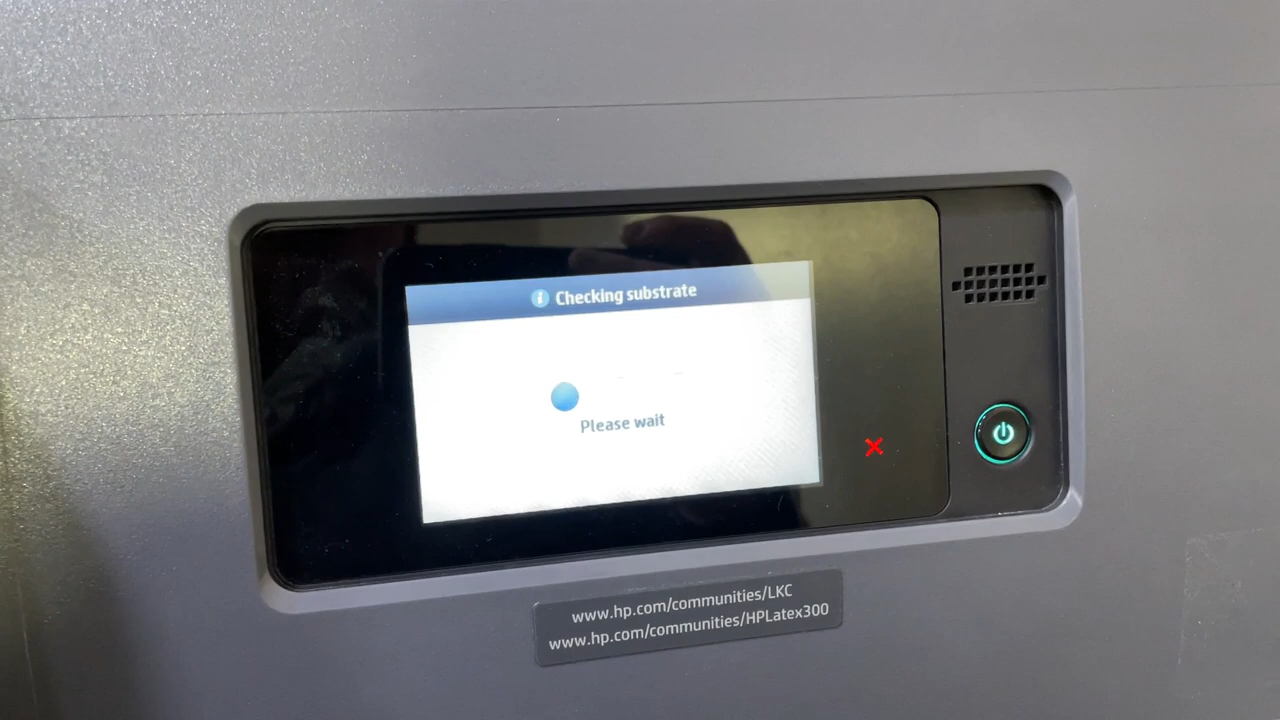 Checking substrate
Please wait
www.hp.com/communities/LKC
www.hp.com/communities/HPLatex300